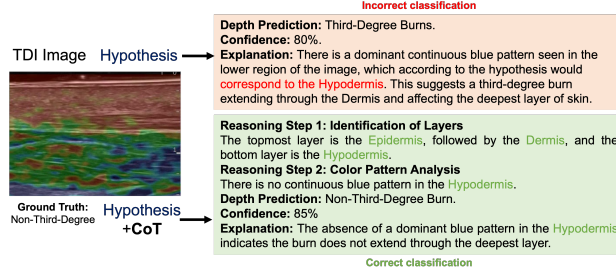 Incorrect classification
Depth Prediction: Third-Degree Burns.
Confidence: 80%.
Explanation: There is a dominant continuous blue pattern seen in the
lower region of the image, which according to the hypothesis would
correspond to the Hypodermis. This suggests a third-degree burn
extending through the Dermis and affecting the deepest layer of skin.
TDI Image
Hypothesis
Reasoning Step 1: Identification of Layers
The topmost layer is the Epidermis, followed by the Dermis, and the
bottom layer is the Hypodermis.
Reasoning Step 2: Color Pattern Analysis
There is no continuous blue pattern in the Hypodermis.
Depth Prediction: Non-Third-Degree Burn.
Confidence: 85%
Explanation: The absence of a dominant blue pattern in the Hypodermis
indicates the burn does not extend through the deepest layer.
Ground Truth:
Non-Third-Degree
Hypothesis
+CoT
Correct classification